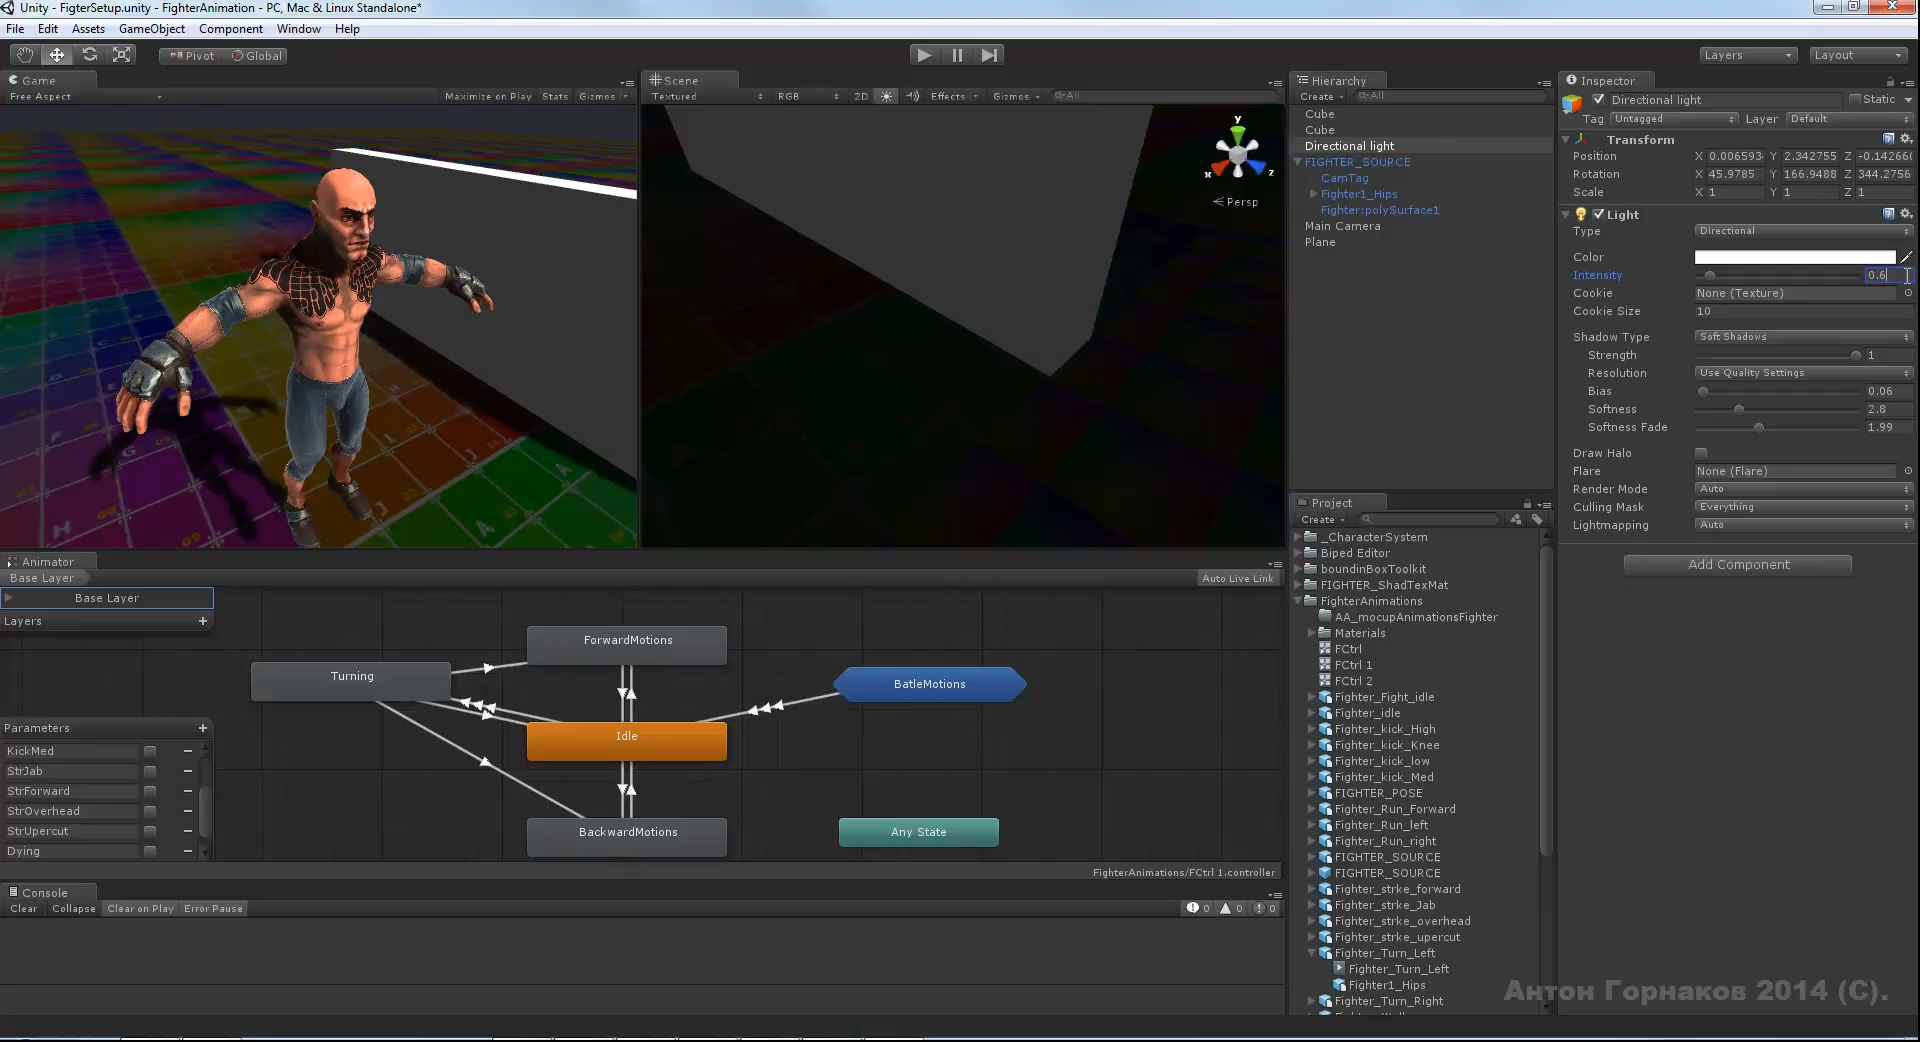 Unity - FigterSetup.unity - FighterAnimation - PC, Mac & Linux Standalone*
File Edit Assets GameObject Component Window Help
Pivot Global
Layers Layout
Game
Free Aspect Maximize on Play Stats Gizmos
Scene
Textured RGB 2D Effects Gizmos All
y
x
z
Persp
Hierarchy
Create All
Cube
Cube
Directional light
FIGHTER_SOURCE
CamTag
Fighter1_Hips
Fighter:polySurface1
Main Camera
Plane
Inspector
Directional light Static
Tag Untagged Layer Default
Transform
Position X 0.006593 Y 2.342755 Z -0.14266
Rotation X 45.9785 Y 166.9488 Z 344.2756
Scale X 1 Y 1 Z 1
Light
Type Directional
Color
Intensity 0.6
Cookie None (Texture)
Cookie Size 10
Shadow Type Soft Shadows
Strength 1
Resolution Use Quality Settings
Bias 0.06
Softness 2.8
Softness Fade 1.99
Draw Halo
Flare None (Flare)
Render Mode Auto
Culling Mask Everything
Lightmapping Auto
Add Component
Project
Create
_CharacterSystem
Biped Editor
boundinBoxToolkit
FIGHTER_ShadTexMat
FighterAnimations
AA_mocupAnimationsFighter
Materials
FCtrl
FCtrl 1
FCtrl 2
Fighter_Fight_idle
Fighter_idle
Fighter_kick_High
Fighter_kick_Knee
Fighter_kick_low
Fighter_kick_Med
FIGHTER_POSE
Fighter_Run_Forward
Fighter_Run_left
Fighter_Run_right
FIGHTER_SOURCE
FIGHTER_SOURCE
Fighter_strke_forward
Fighter_strke_Jab
Fighter_strke_overhead
Fighter_strke_upercut
Fighter_Turn_Left
Fighter_Turn_Left
Fighter1_Hips
Fighter_Turn_Right
Animator
Base Layer Auto Live Link
Base Layer
Layers +
ForwardMotions
Turning
BatleMotions
Idle
BackwardMotions
Any State
Parameters +
KickMed
StrJab
StrForward
StrOverhead
StrUpercut
Dying
FighterAnimations/FCtrl 1.controller
Console
Clear Collapse Clear on Play Error Pause 0 0 0
Антон Горнаков 2014 (C).